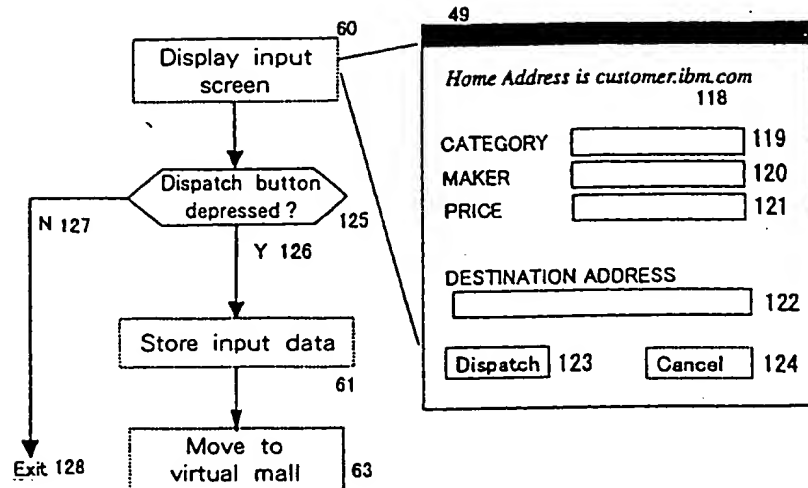 60
Display input
screen
Dispatch button
depressed ?
125
N 127
Y 126
Store input data
61
Exit 128
Move to
virtual mall
63
49
Home Address is customer.ibm.com
118
CATEGORY 119
MAKER 120
PRICE 121
DESTINATION ADDRESS
122
Dispatch 123 Cancel 124